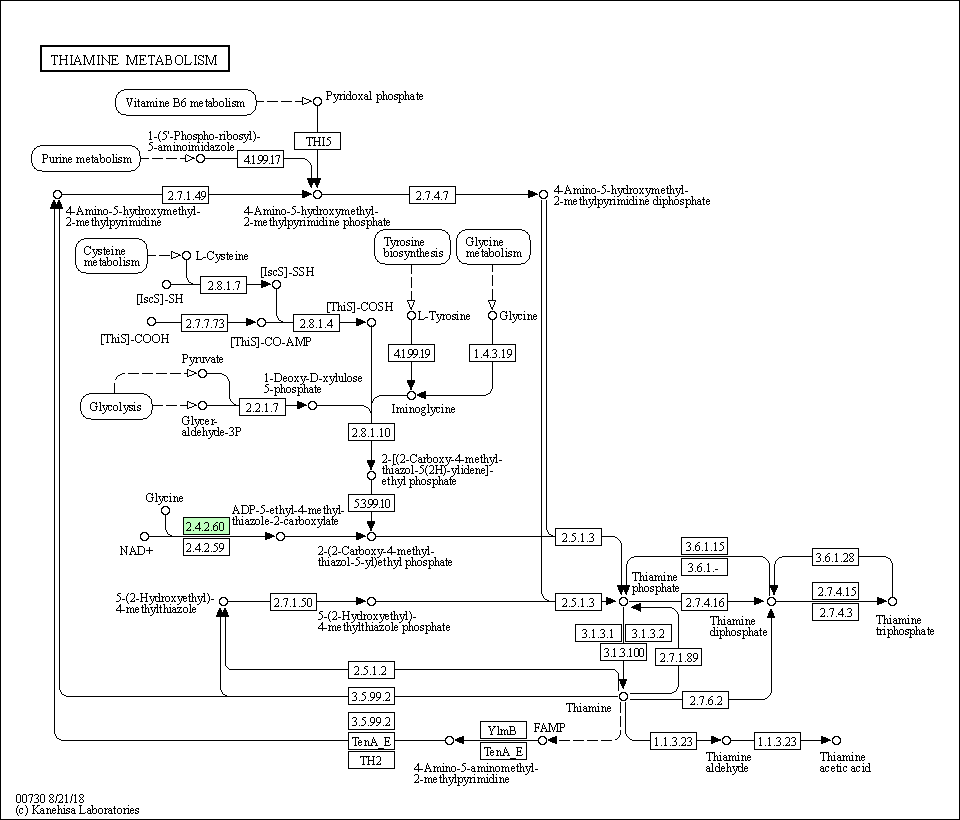 THIAMINE METABOLISM
Vitamine B6 metabolism
Pyridoxal phosphate
1-(5'-Phospho-ribosyl)-
5-aminoimidazole
THI5
Purine metabolism
4.1.99.17
2.7.1.49
2.7.4.7
4-Amino-5-hydroxymethyl-
2-methylpyrimidine
4-Amino-5-hydroxymethyl-
2-methylpyrimidine phosphate
4-Amino-5-hydroxymethyl-
2-methylpyrimidine diphosphate
Cysteine
metabolism
L-Cysteine
Tyrosine
biosynthesis
Glycine
metabolism
[IscS]-SSH
2.8.1.7
[IscS]-SH
[ThiS]-COSH
L-Tyrosine
Glycine
2.7.7.73
2.8.1.4
[ThiS]-COOH
[ThiS]-CO-AMP
4.1.99.19
1.4.3.19
Pyruvate
1-Deoxy-D-xylulose
5-phosphate
Glycolysis
2.2.1.7
Iminoglycine
Glycer-
aldehyde-3P
2.8.1.10
2-[(2-Carboxy-4-methyl-
thiazol-5(2H)-ylidene]-
ethyl phosphate
Glycine
ADP-5-ethyl-4-methyl-
thiazole-2-carboxylate
5.3.99.10
2.4.2.60
NAD+
2.4.2.59
2-(2-Carboxy-4-methyl-
thiazol-5-yl)ethyl phosphate
2.5.1.3
3.6.1.15
3.6.1.-
3.6.1.28
Thiamine
phosphate
5-(2-Hydroxyethyl)-
4-methylthiazole
2.7.1.50
5-(2-Hydroxyethyl)-
4-methylthiazole phosphate
2.5.1.3
2.7.4.16
2.7.4.15
2.7.4.3
Thiamine
diphosphate
Thiamine
triphosphate
3.1.3.1
3.1.3.2
3.1.3.100
2.7.1.89
2.5.1.2
3.5.99.2
2.7.6.2
Thiamine
3.5.99.2
TenA_E
TH2
YlmB
TenA_E
FAMP
1.1.3.23
1.1.3.23
4-Amino-5-aminomethyl-
2-methylpyrimidine
Thiamine
aldehyde
Thiamine
acetic acid
00730 8/21/18
(c) Kanehisa Laboratories